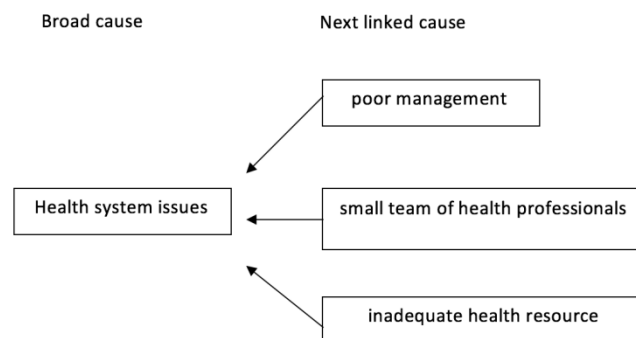 Broad cause
Next linked cause
poor management
Health system issues
small team of health professionals
inadequate health resource